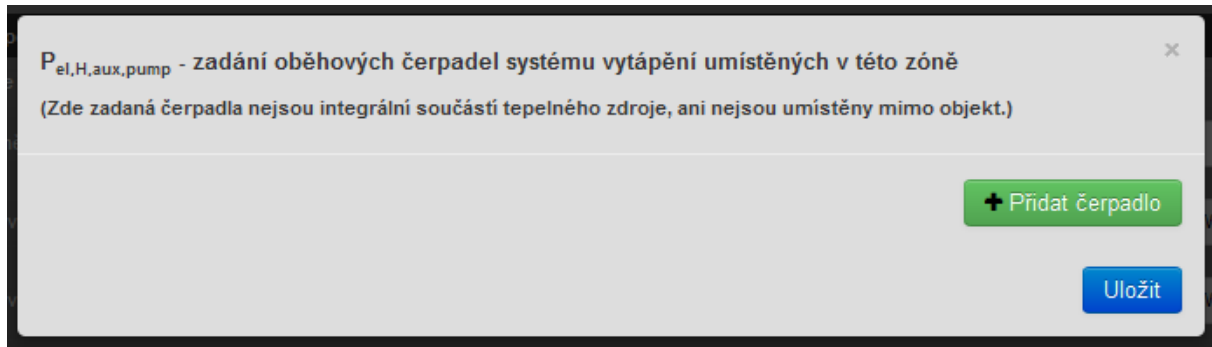 Pel,H,aux,pump - zadání oběhových čerpadel systému vytápění umístěných v této zóně
×
(Zde zadaná čerpadla nejsou integrální součástí tepelného zdroje, ani nejsou umístěny mimo objekt.)
Přidat čerpadlo
Uložit